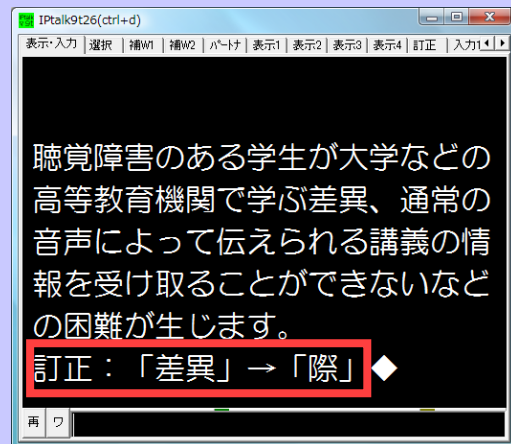 IPtalk9t26(ctrl+d)
表示・入力 選択 補W1 補W2 パートナ 表示1 表示2 表示3 表示4 訂正 入力1
聴覚障害のある学生が大学などの
高等教育機関で学ぶ差異、通常の
音声によって伝えられる講義の情
報を受け取ることができないなど
の困難が生じます。
訂正:「差異」→「際」◆
再 ワ